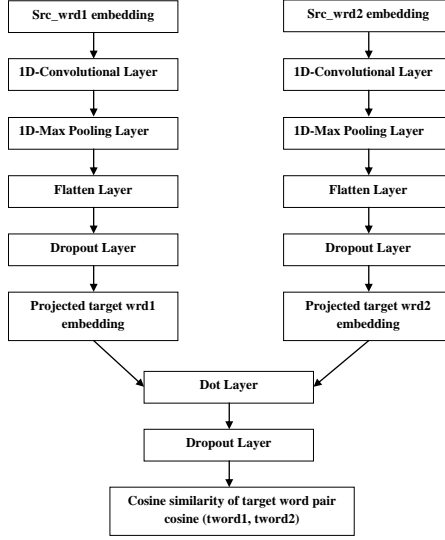 Src_wrd1 embedding
Src_wrd2 embedding
1D-Convolutional Layer
1D-Convolutional Layer
1D-Max Pooling Layer
1D-Max Pooling Layer
Flatten Layer
Flatten Layer
Dropout Layer
Dropout Layer
Projected target wrd1
embedding
Projected target wrd2
embedding
Dot Layer
Dropout Layer
Cosine similarity of target word pair
cosine (tword1, tword2)